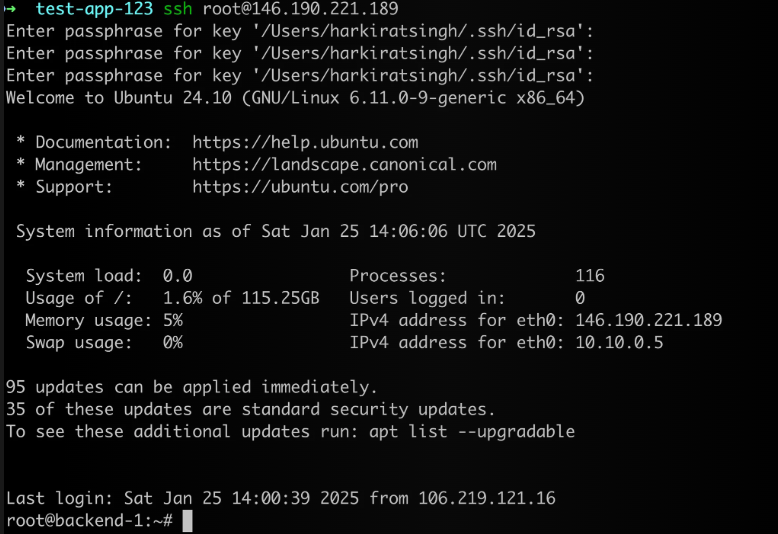 → test-app-123 ssh root@146.190.221.189
Enter passphrase for key '/Users/harkiratsingh/.ssh/id_rsa':
Enter passphrase for key '/Users/harkiratsingh/.ssh/id_rsa':
Enter passphrase for key '/Users/harkiratsingh/.ssh/id_rsa':
Welcome to Ubuntu 24.10 (GNU/Linux 6.11.0-9-generic x86_64)
* Documentation:  https://help.ubuntu.com
* Management:     https://landscape.canonical.com
* Support:        https://ubuntu.com/pro
System information as of Sat Jan 25 14:06:06 UTC 2025
System load:  0.0                Processes:             116
Usage of /:   1.6% of 115.25GB   Users logged in:       0
Memory usage: 5%                 IPv4 address for eth0: 146.190.221.189
Swap usage:   0%                 IPv4 address for eth0: 10.10.0.5
95 updates can be applied immediately.
35 of these updates are standard security updates.
To see these additional updates run: apt list --upgradable
Last login: Sat Jan 25 14:00:39 2025 from 106.219.121.16
root@backend-1:~#